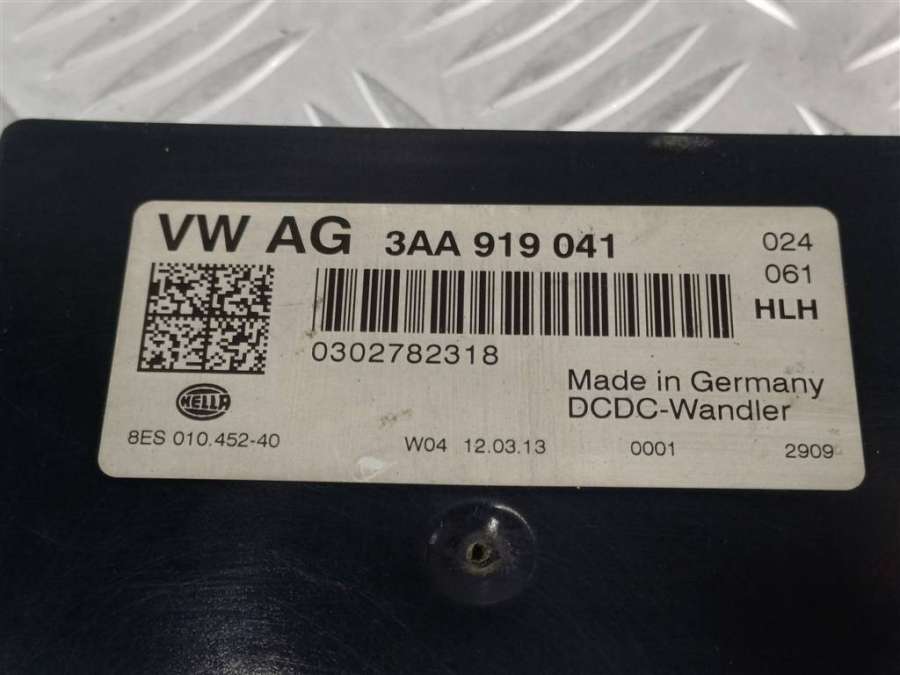 VW AG 3AA 919 041 024
061
HLH
0302782318
Made in Germany
DCDC-Wandler
HELLA
8ES 010.452-40 W04 12.03.13 0001 2909